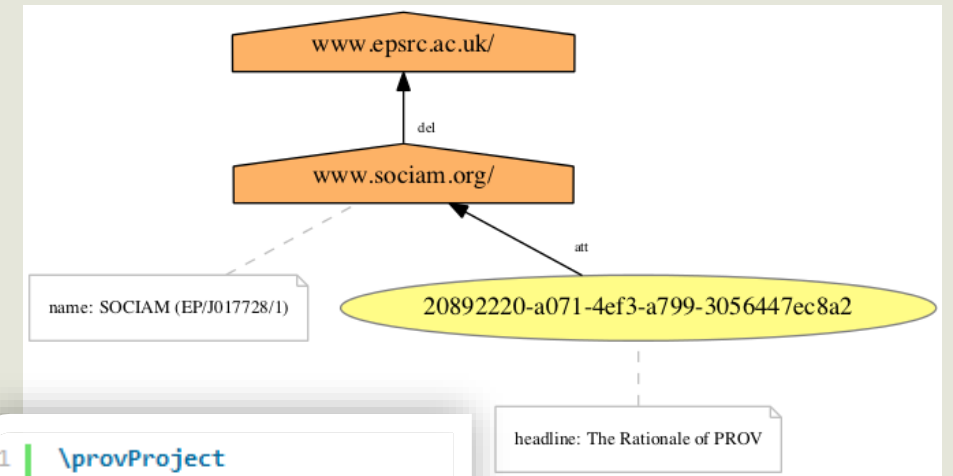 www.epsrc.ac.uk/
del
www.sociam.org/
att
name: SOCIAM (EP/J017728/1)
20892220-a071-4ef3-a799-3056447ec8a2
headline: The Rationale of PROV
1 \provProject